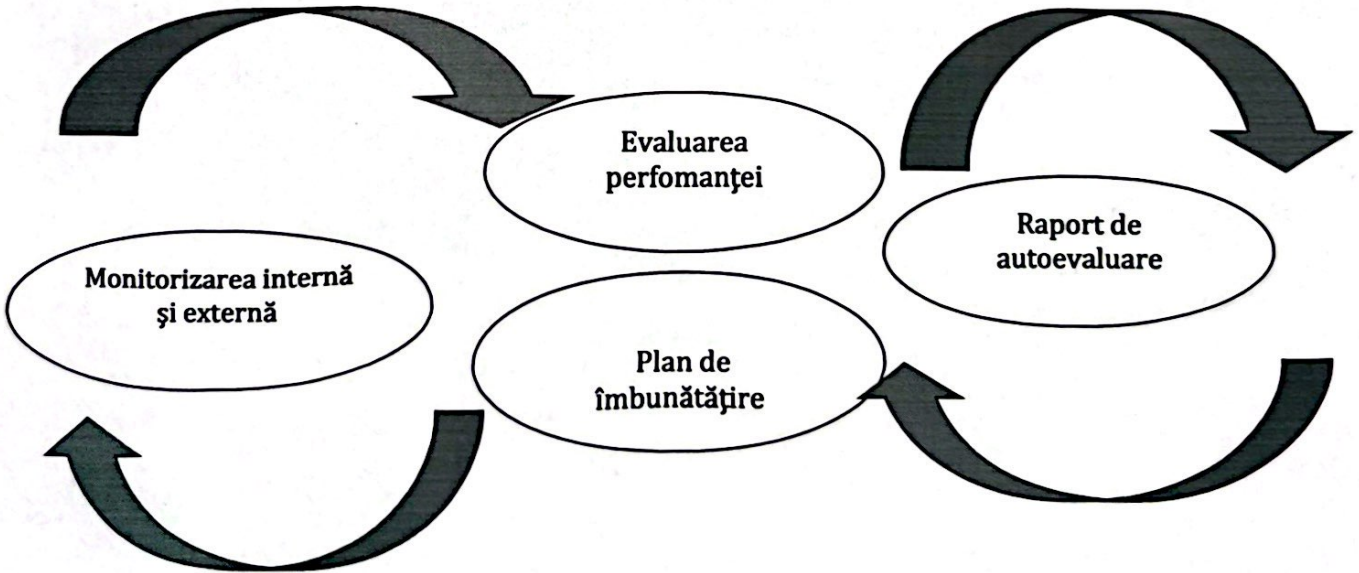 Evaluarea
perfomanţei
Raport de
autoevaluare
Monitorizarea internă
şi externă
Plan de
îmbunătăţire